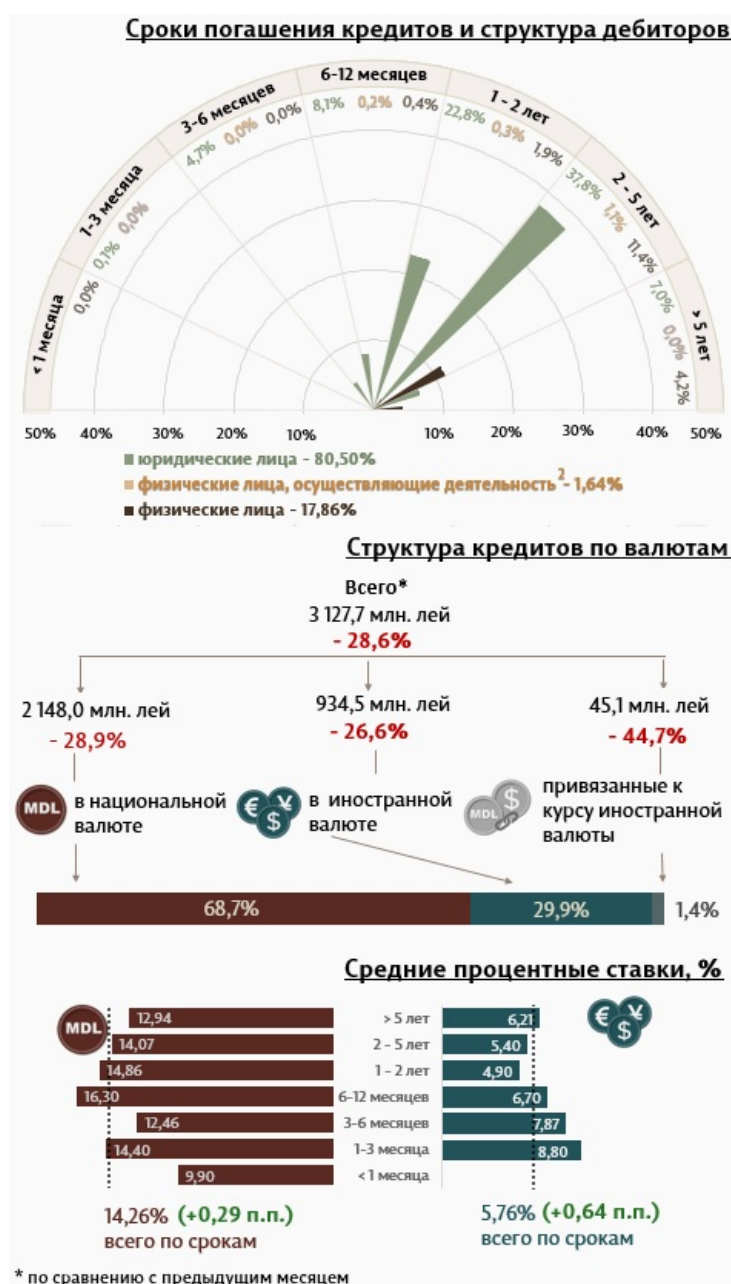 Сроки погашения кредитов и структура дебиторов
< 1 месяца
1-3 месяца
3-6 месяцев
6-12 месяцев
1 - 2 лет
2 - 5 лет
> 5 лет
0,0%
0,1% 0,0%
4,7% 0,0% 0,0%
8,1% 0,2% 0,4%
22,8% 0,3% 1,9%
37,8% 1,1% 11,4%
7,0% 0,0% 4,2%
50% 40% 30% 20% 10% 10% 20% 30% 40% 50%
юридические лица - 80,50%
физические лица, осуществляющие деятельность 2 - 1,64%
физические лица - 17,86%
Структура кредитов по валютам
Всего*
3 127,7 млн. лей
- 28,6%
2 148,0 млн. лей
- 28,9%
934,5 млн. лей
- 26,6%
45,1 млн. лей
- 44,7%
MDL
в национальной
валюте
€ ¥ $
в иностранной
валюте
MDL $
привязанные к
курсу иностранной
валюты
68,7% 29,9% 1,4%
Средние процентные ставки, %
MDL
€ ¥ $
12,94 > 5 лет 6,21
14,07 2 - 5 лет 5,40
14,86 1 - 2 лет 4,90
16,30 6-12 месяцев 6,70
12,46 3-6 месяцев 7,87
14,40 1-3 месяца 8,80
9,90 < 1 месяца
14,26% (+0,29 п.п.)
всего по срокам
5,76% (+0,64 п.п.)
всего по срокам
* по сравнению с предыдущим месяцем